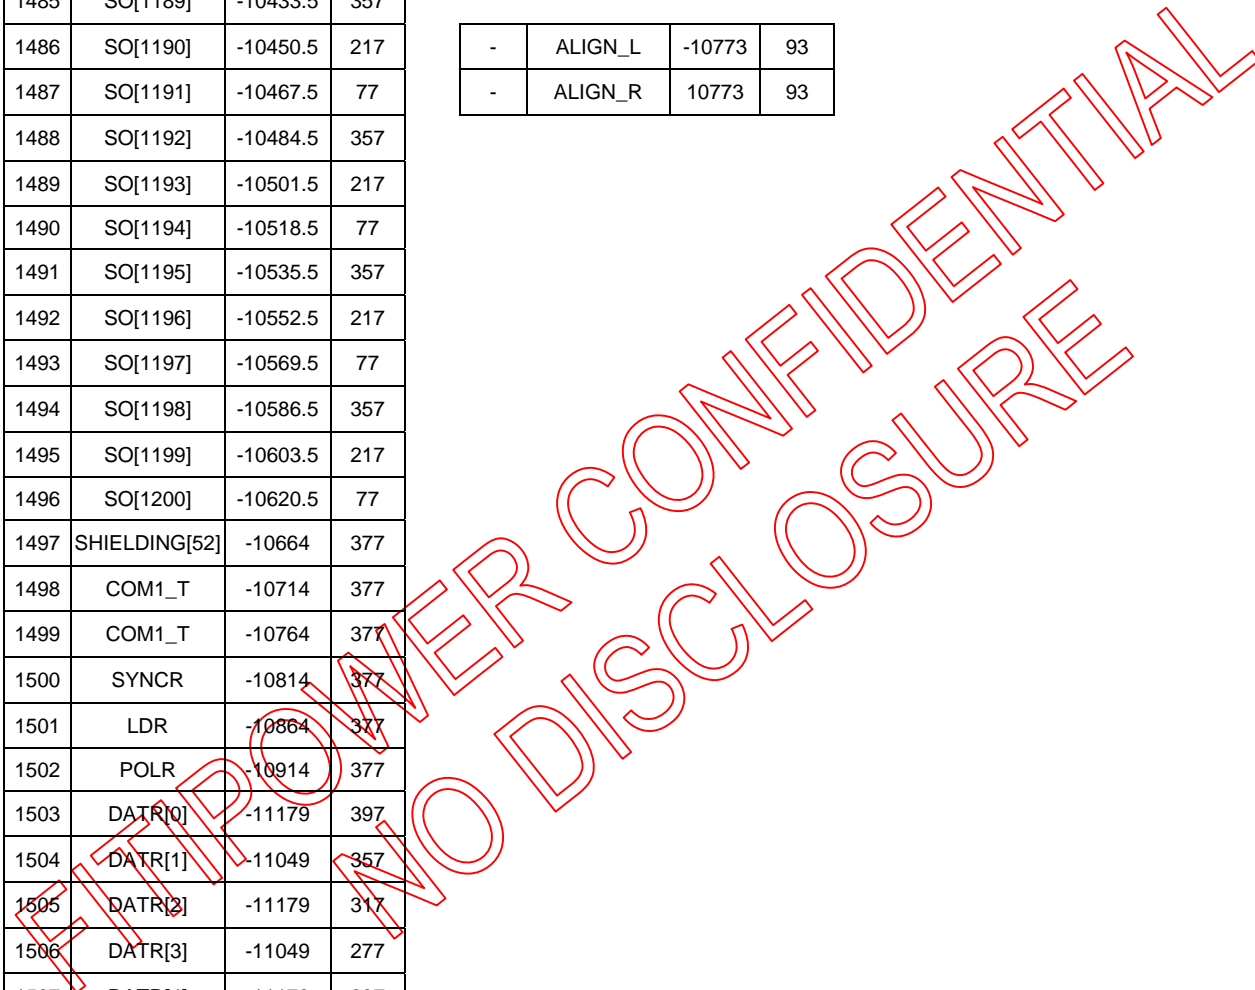 1485 SO[1189] -10433.5 357
1486 SO[1190] -10450.5 217
1487 SO[1191] -10467.5 77
1488 SO[1192] -10484.5 357
1489 SO[1193] -10501.5 217
1490 SO[1194] -10518.5 77
1491 SO[1195] -10535.5 357
1492 SO[1196] -10552.5 217
1493 SO[1197] -10569.5 77
1494 SO[1198] -10586.5 357
1495 SO[1199] -10603.5 217
1496 SO[1200] -10620.5 77
1497 SHIELDING[52] -10664 377
1498 COM1_T -10714 377
1499 COM1_T -10764 377
1500 SYNCR -10814 377
1501 LDR -10864 377
1502 POLR -10914 377
1503 DATR[0] -11179 397
1504 DATR[1] -11049 357
1505 DATR[2] -11179 317
1506 DATR[3] -11049 277
- ALIGN_L -10773 93
- ALIGN_R 10773 93
FITIPOWER CONFIDENTIAL
NO DISCLOSURE